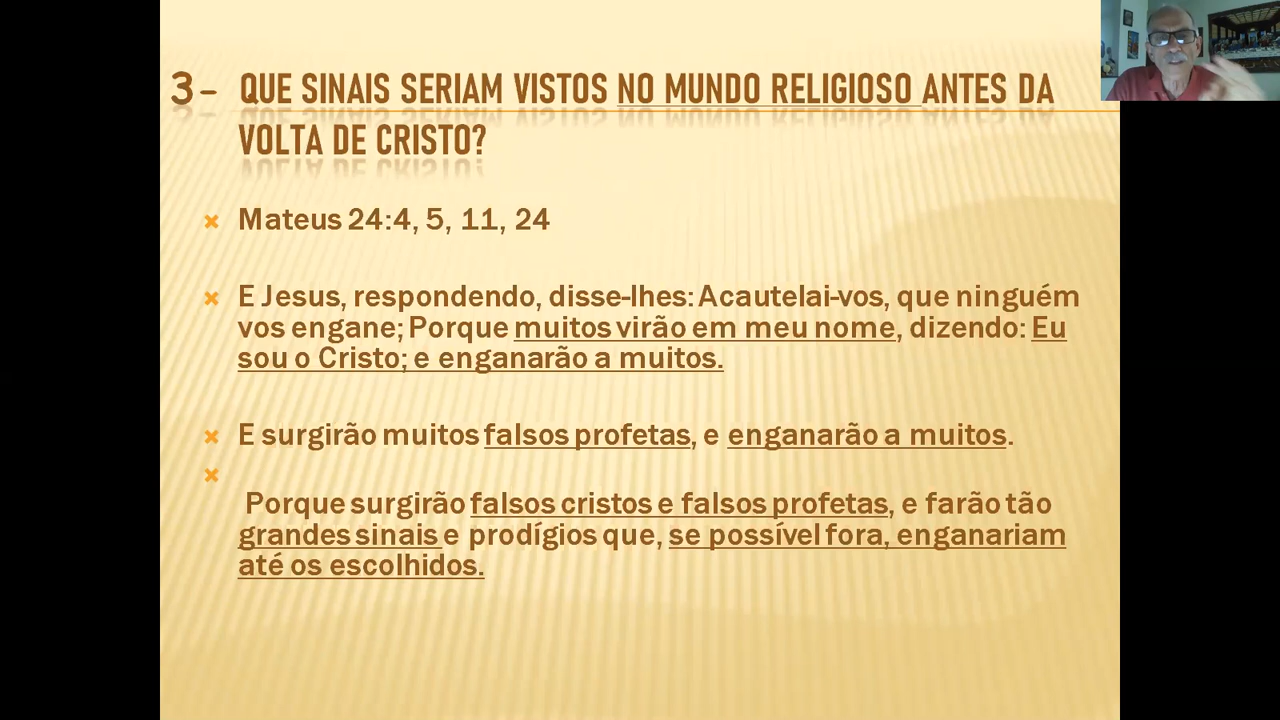 3- QUE SINAIS SERIAM VISTOS NO MUNDO RELIGIOSO ANTES DA
VOLTA DE CRISTO?
Mateus 24:4, 5, 11, 24
E Jesus, respondendo, disse-lhes: Acautelai-vos, que ninguém
vos engane; Porque muitos virão em meu nome, dizendo: Eu
sou o Cristo; e enganarão a muitos.
E surgirão muitos falsos profetas, e enganarão a muitos.
Porque surgirão falsos cristos e falsos profetas, e farão tão
grandes sinais e prodígios que, se possível fora, enganariam
até os escolhidos.